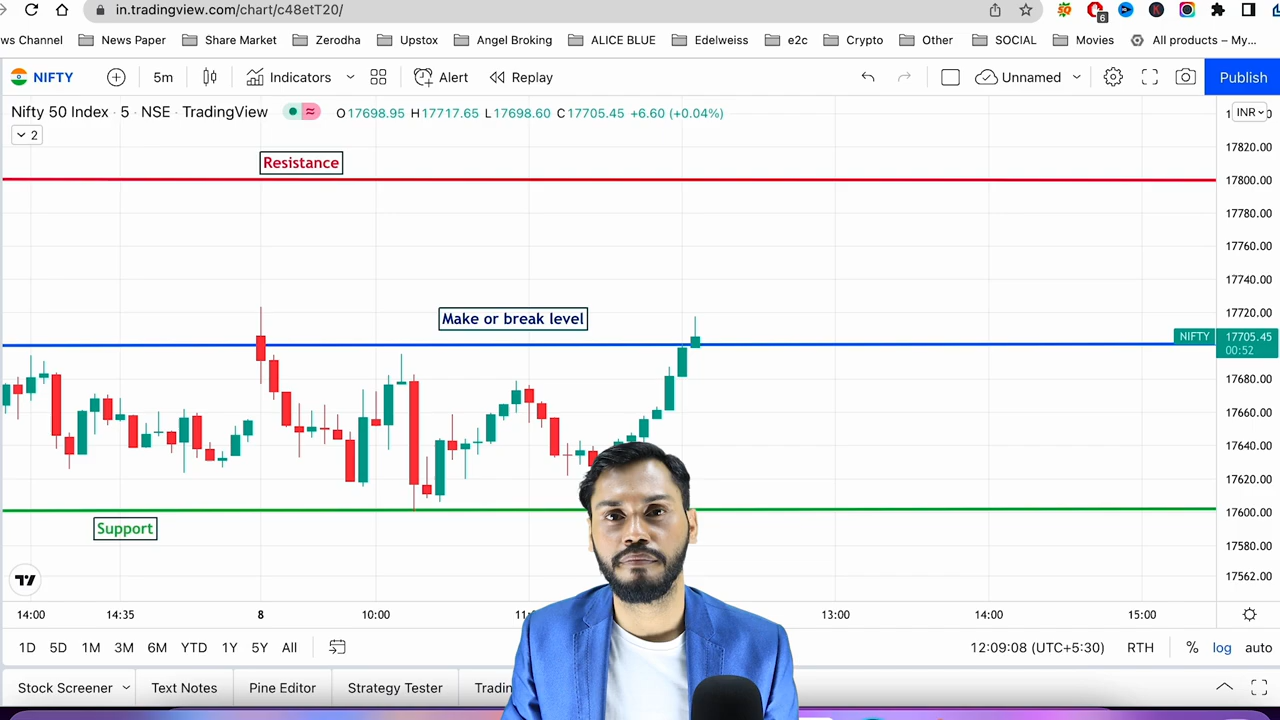 in.tradingview.com/chart/c48etT20/
6
ws Channel News Paper Share Market Zerodha Upstox Angel Broking ALICE BLUE Edelweiss e2c Crypto Other SOCIAL Movies All products – My...
NIFTY 5m Indicators Alert Replay Unnamed Publish
Nifty 50 Index · 5 · NSE · TradingView O17698.95 H17717.65 L17698.60 C17705.45 +6.60 (+0.04%)
INR
2
Resistance
17820.00
17800.00
17780.00
17760.00
17740.00
17720.00
Make or break level
NIFTY 17705.45
00:52
17680.00
17660.00
17640.00
17620.00
17600.00
Support
17580.00
17562.00
14:00 14:35 8 10:00 13:00 14:00 15:00
1D 5D 1M 3M 6M YTD 1Y 5Y All 12:09:08 (UTC+5:30) RTH % log auto
Stock Screener Text Notes Pine Editor Strategy Tester Tradin